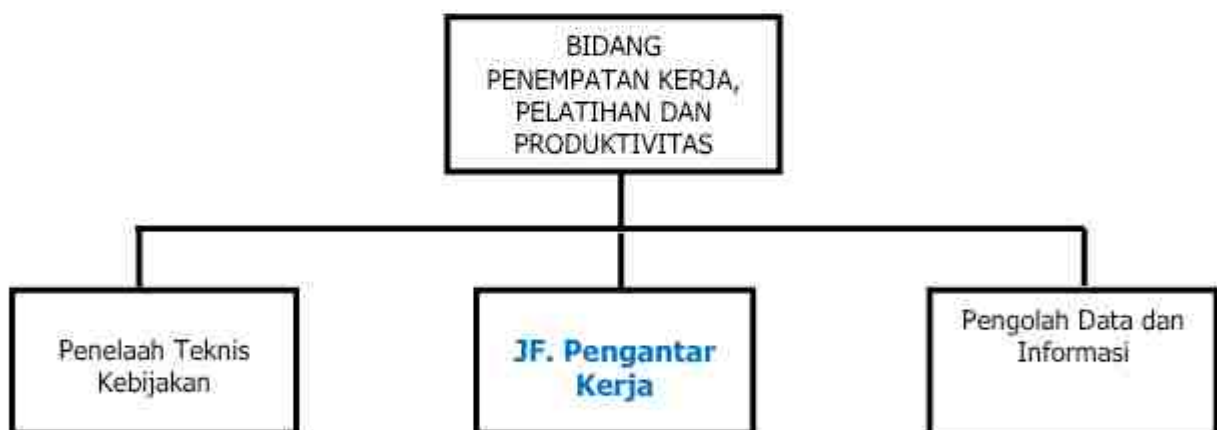 BIDANG
PENEMPATAN KERJA,
PELATIHAN DAN
PRODUKTIVITAS
Penelaah Teknis
Kebijakan
JF. Pengantar
Kerja
Pengolah Data dan
Informasi